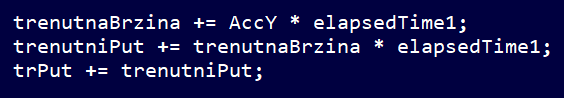 trenutnaBrzina += AccY * elapsedTime1;
trenutniPut += trenutnaBrzina * elapsedTime1;
trPut += trenutniPut;